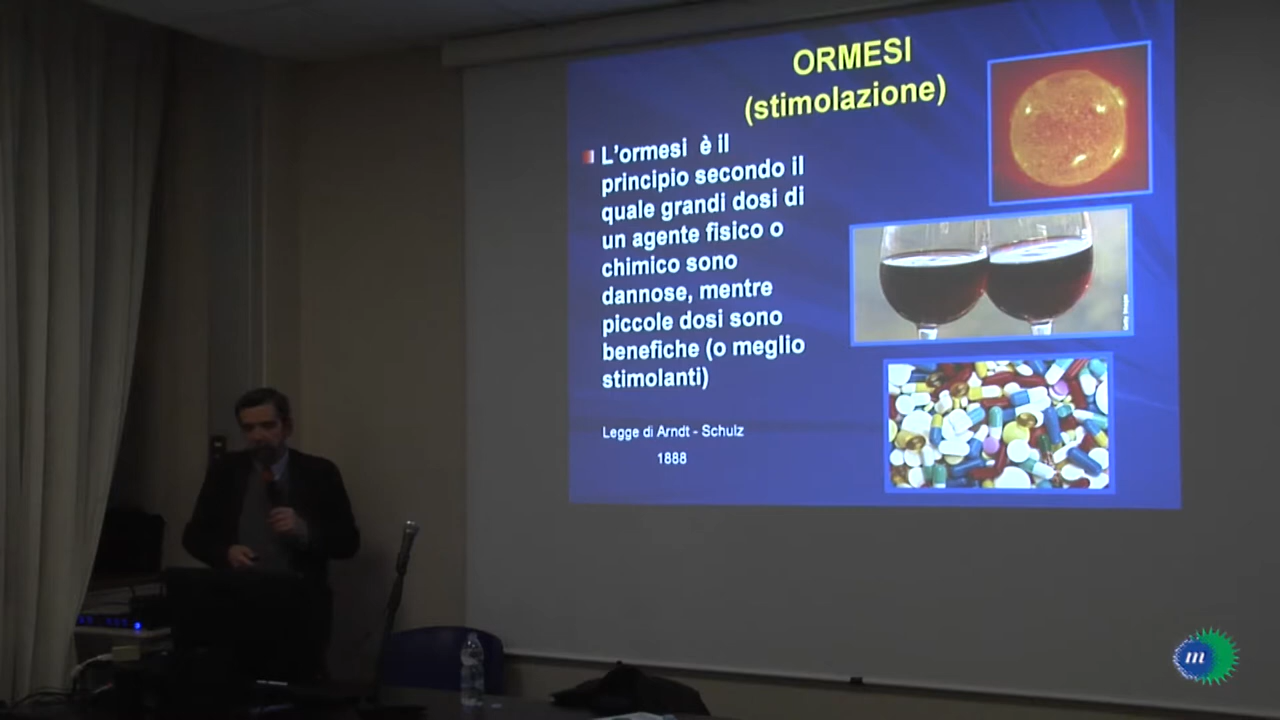 ORMESI
(stimolazione)
L'ormesi è il
principio secondo il
quale grandi dosi di
un agente fisico o
chimico sono
dannose, mentre
piccole dosi sono
benefiche (o meglio
stimolanti)
Legge di Arndt - Schulz
1888
m